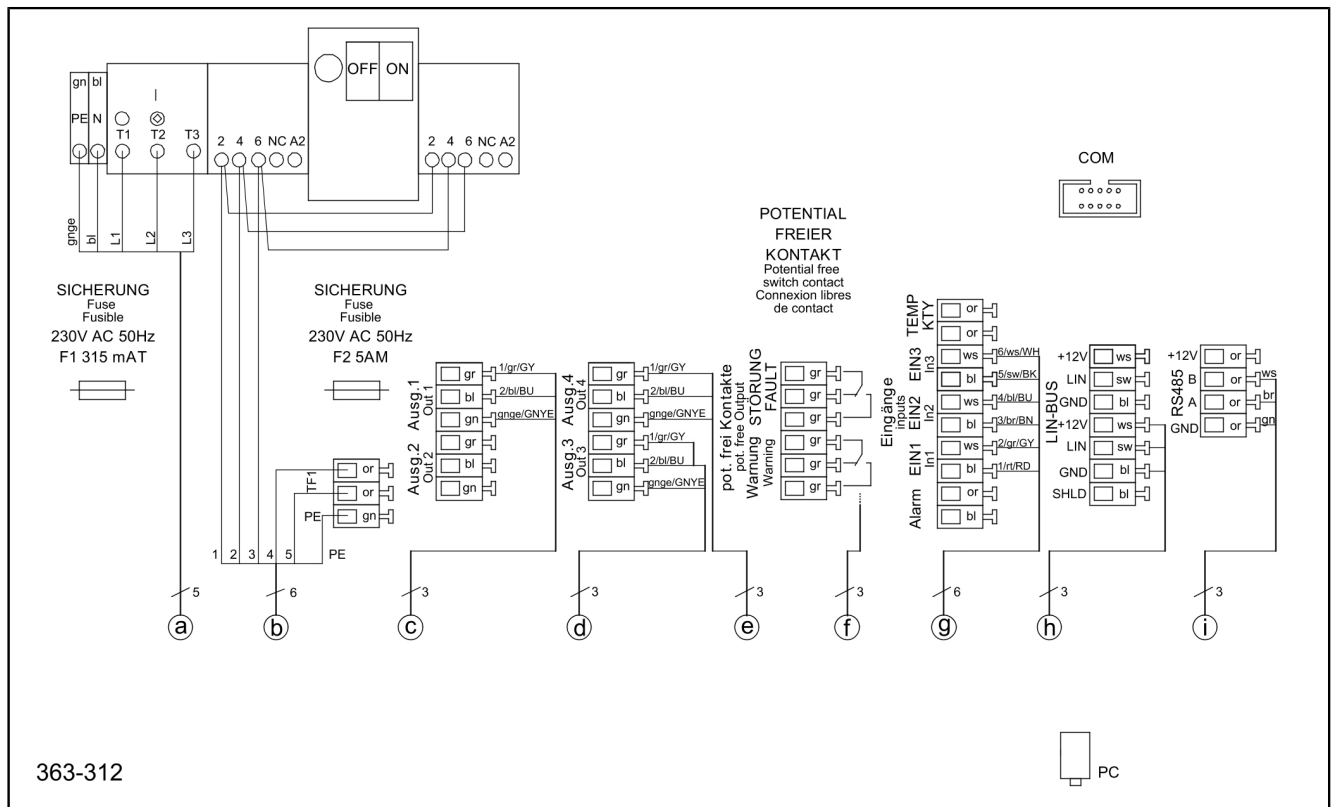 OFF ON
gn bl
PE N
T1 T2 T3
2 4 6 NC A2
2 4 6 NC A2
gnge bl L1 L2 L3
COM
SICHERUNG
Fuse
Fusible
230V AC 50Hz
F1 315 mAT
SICHERUNG
Fuse
Fusible
230V AC 50Hz
F2 5AM
POTENTIAL
FREIER
KONTAKT
Potential free
switch contact
Connexion libres
de contact
TF1
or
or
PE gn
1 2 3 4 5 PE
Ausg.1
Out 1
gr 1/gr/GY
bl 2/bl/BU
gn gnge/GNYE
Ausg.2
Out 2
gr
bl
gn
Ausg.4
Out 4
gr 1/gr/GY
bl 2/bl/BU
gn gnge/GNYE
Ausg.3
Out 3
gr 1/gr/GY
bl 2/bl/BU
gn gnge/GNYE
pot. frei Kontakte
pot. free Output
STÖRUNG
FAULT
gr
gr
gr
Warnung
Warning
gr
gr
gr
Eingänge
inputs
TEMP
KTY
or
or
EIN3
In3
ws 6/ws/WH
bl 5/sw/BK
EIN2
In2
ws 4/bl/BU
bl 3/br/BN
EIN1
In1
ws 2/gr/GY
bl 1/rt/RD
Alarm
or
bl
LIN-BUS
+12V ws
LIN sw
GND bl
+12V ws
LIN sw
GND bl
SHLD bl
RS485
+12V or
B or ws
A or br
GND or gn
5 6 3 3 3 3 6 3 3
a b c d e f g h i
363-312
PC